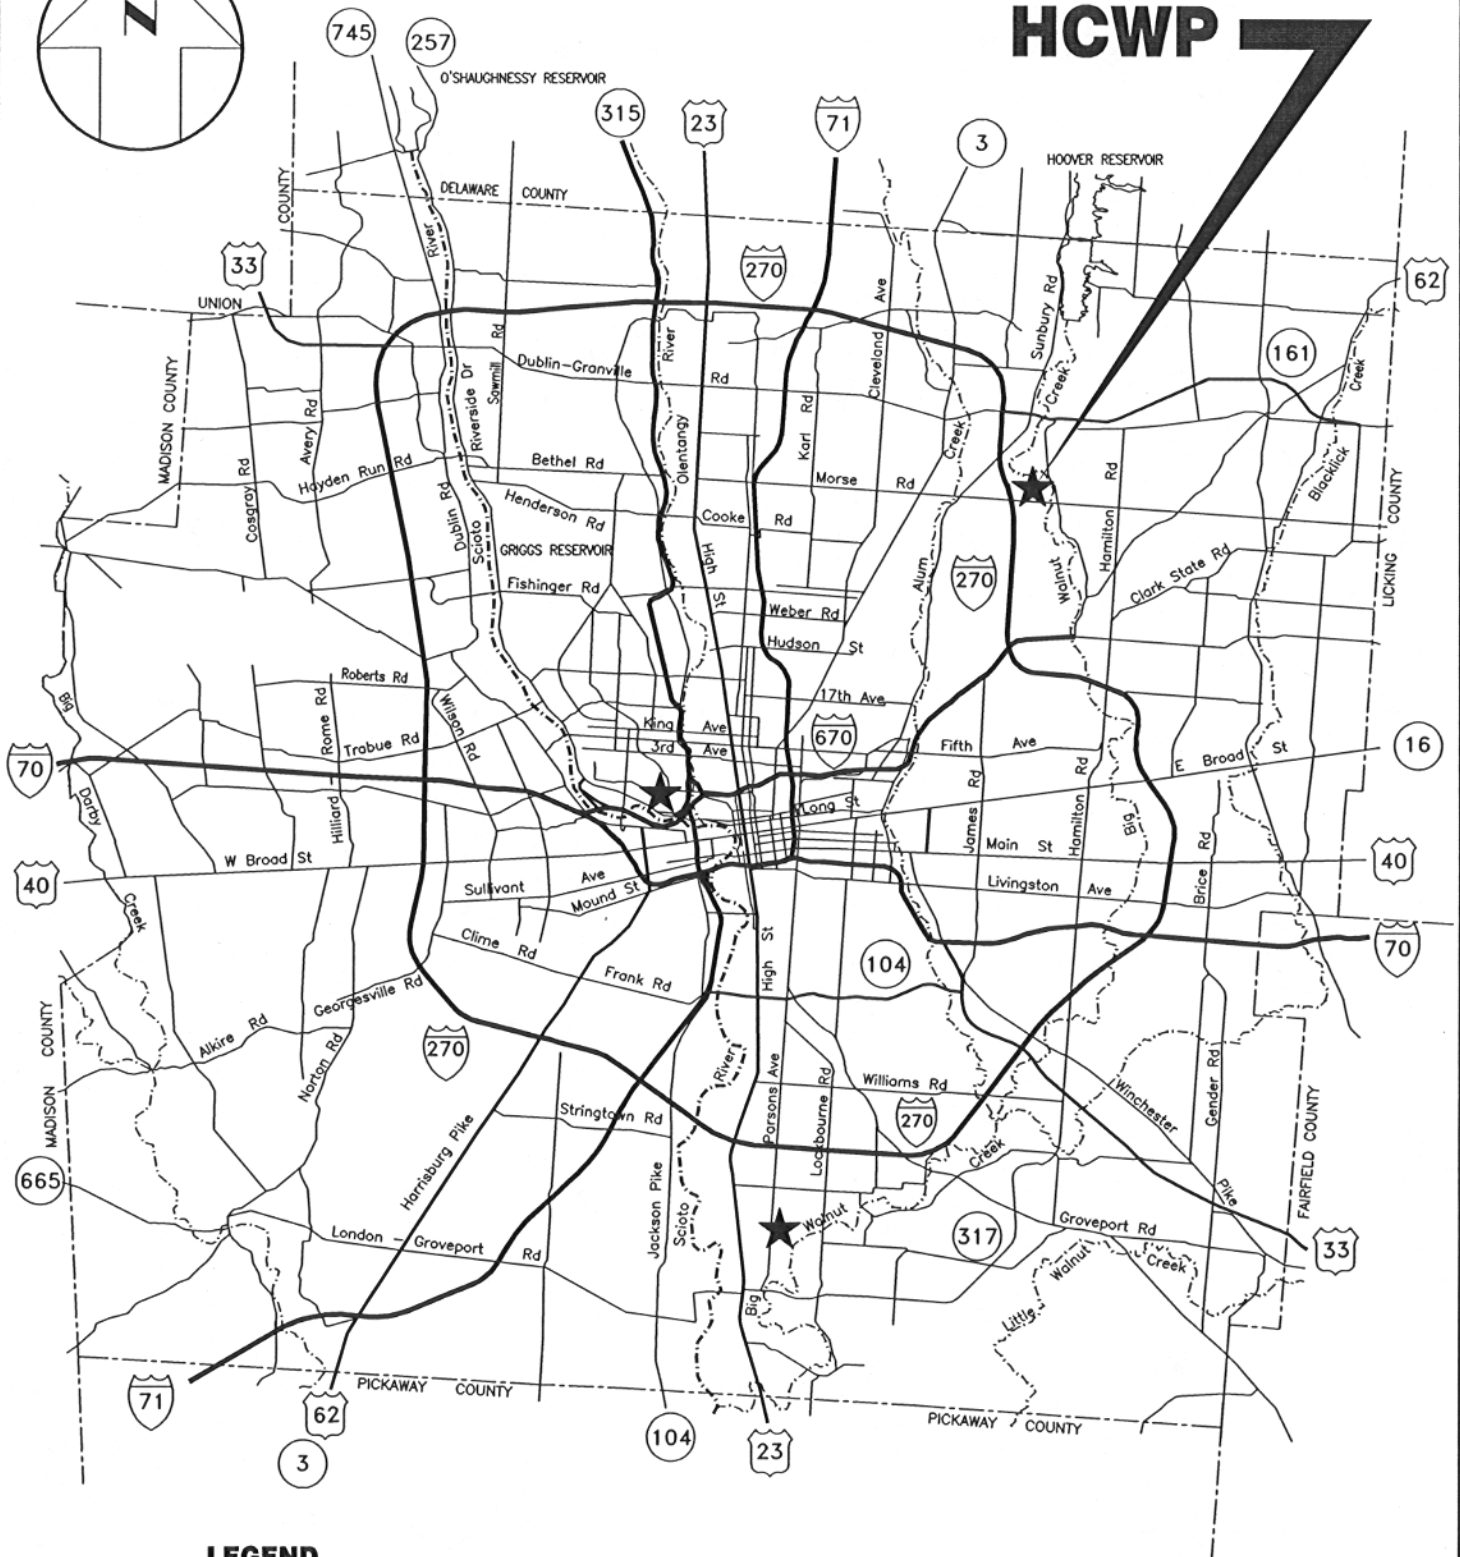 N
HCWP
745
257
O'SHAUGHNESSY RESERVOIR
315
23
71
3
HOOVER RESERVOIR
DELAWARE COUNTY
COUNTY
River
33
270
62
UNION
Cleveland Ave
Sunbury Rd
161
River
Sawmill Rd
Dublin-Granville Rd
Riverside Dr
Creek
Creek
MADISON COUNTY
Avery Rd
Karl Rd
Olentangy
Creek
Cosgray Rd
Hayden Run Rd
Bethel Rd
Morse Rd
Hamilton Rd
Blacklick
LICKING COUNTY
Dublin Rd
Scioto
Henderson Rd
Cooke Rd
GRIGGS RESERVOIR
High St
Fishinger Rd
Alum
270
Walnut
Clark State Rd
Weber Rd
Hudson St
Roberts Rd
Big
Rome Rd
Wilson Rd
17th Ave
King Ave
3rd Ave
670
Trabue Rd
Fifth Ave
E Broad St
16
70
Darby
Hilliard
Long St
James Rd
Hamilton Rd
Big
W Broad St
Main St
40
40
Brice Rd
Sullivant Ave
Mound St
Livingston Ave
Creek
Clime Rd
Frank Rd
High St
104
70
Georgesville Rd
MADISON COUNTY
Alkire Rd
Norton Rd
270
River
Parsons Ave
Lockbourne Rd
Williams Rd
Winchester Pike
Gender Rd
FAIRFIELD COUNTY
Stringtown Rd
270
Creek
Harrisburg Pike
Jackson Pike
Scioto
665
Walnut
London - Groveport Rd
317
Groveport Rd
33
Walnut Creek
Big
Little
71
PICKAWAY COUNTY
62
3
104
23
PICKAWAY COUNTY
LEGEND